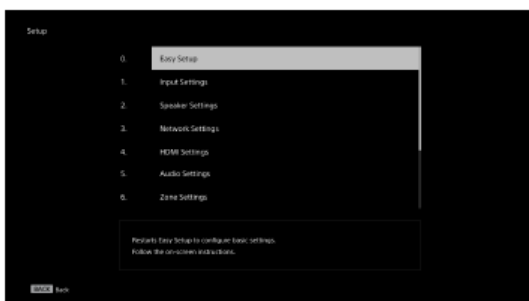 Setup
0. Easy Setup
1. Input Settings
2. Speaker Settings
3. Network Settings
4. HDMI Settings
5. Audio Settings
6. Zone Settings
Restarts Easy Setup to configure basic settings.
Follow the on-screen instructions.
BACK Back